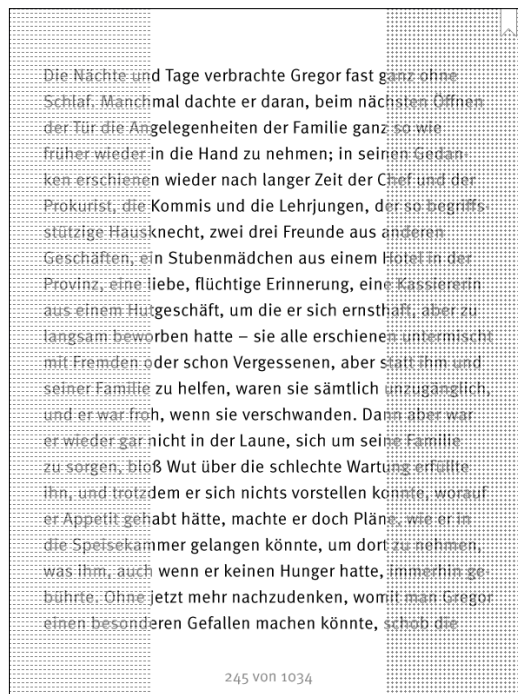 Die Nächte und Tage verbrachte Gregor fast ganz ohne
Schlaf. Manchmal dachte er daran, beim nächsten Öffnen
der Tür die Angelegenheiten der Familie ganz so wie
früher wieder in die Hand zu nehmen; in seinen Gedan-
ken erschienen wieder nach langer Zeit der Chef und der
Prokurist, die Kommis und die Lehrjungen, der so begriffs-
stützige Hausknecht, zwei drei Freunde aus anderen
Geschäften, ein Stubenmädchen aus einem Hotel in der
Provinz, eine liebe, flüchtige Erinnerung, eine Kassiererin
aus einem Hutgeschäft, um die er sich ernsthaft, aber zu
langsam beworben hatte – sie alle erschienen untermischt
mit Fremden oder schon Vergessenen, aber statt ihm und
seiner Familie zu helfen, waren sie sämtlich unzugänglich,
und er war froh, wenn sie verschwanden. Dann aber war
er wieder gar nicht in der Laune, sich um seine Familie
zu sorgen, bloß Wut über die schlechte Wartung erfüllte
ihn, und trotzdem er sich nichts vorstellen konnte, worauf
er Appetit gehabt hätte, machte er doch Pläne, wie er in
die Speisekammer gelangen könnte, um dort zu nehmen,
was ihm, auch wenn er keinen Hunger hatte, immerhin ge-
bührte. Ohne jetzt mehr nachzudenken, womit man Gregor
einen besonderen Gefallen machen könnte, schob die
245 von 1034